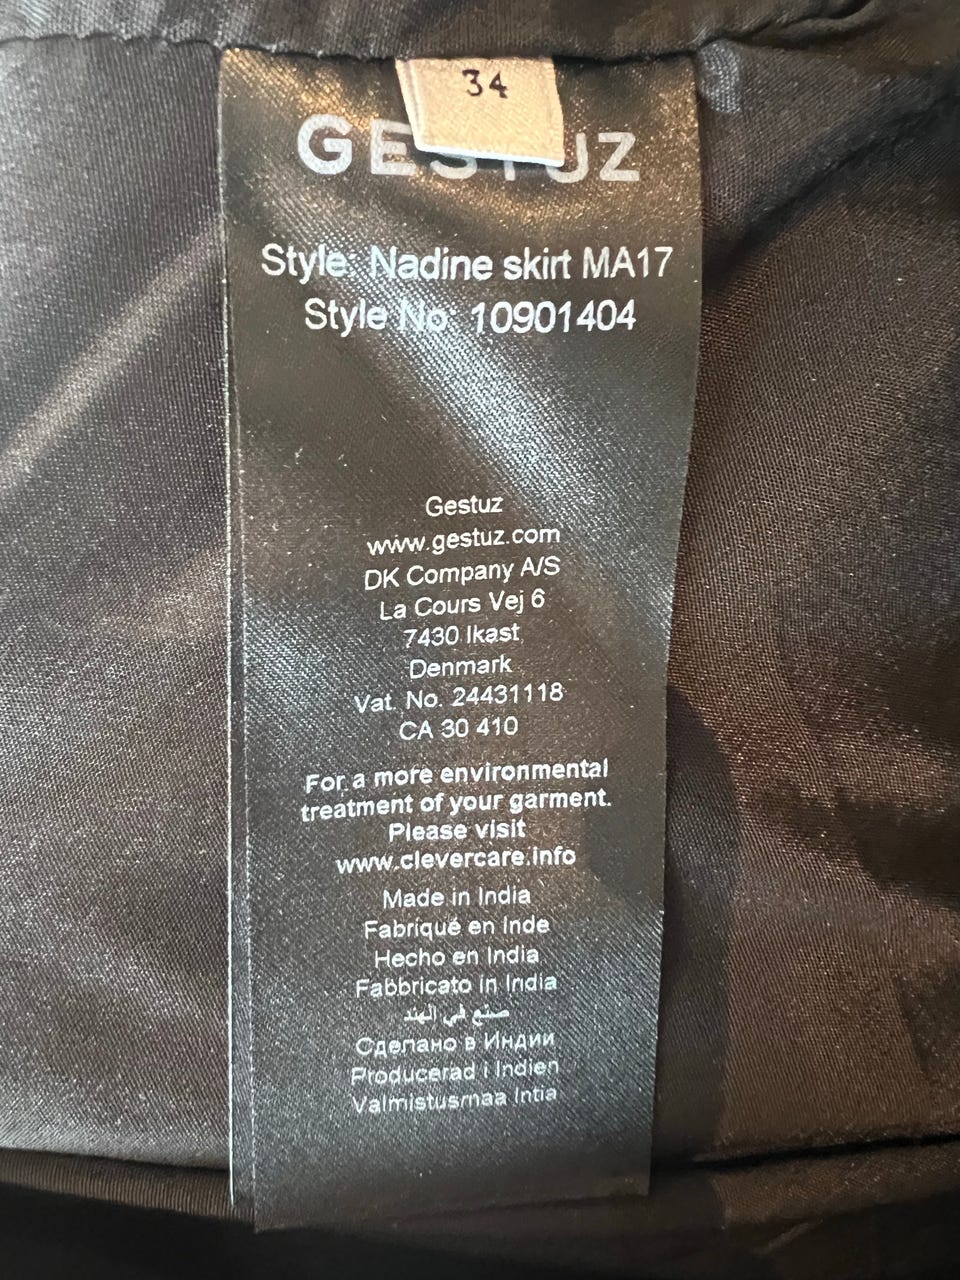 34
GESTUZ
Style: Nadine skirt MA17
Style No. 10901404
Gestuz
www.gestuz.com
DK Company A/S
La Cours Vej 6
7430 Ikast
Denmark
Vat. No. 24431118
CA 30 410
For a more environmental
treatment of your garment.
Please visit
www.clevercare.info
Made in India
Fabriqué en Inde
Hecho en India
Fabbricato in India
صنع في الهند
Сделано в Индии
Producerad i Indien
Valmistusmaa Intia